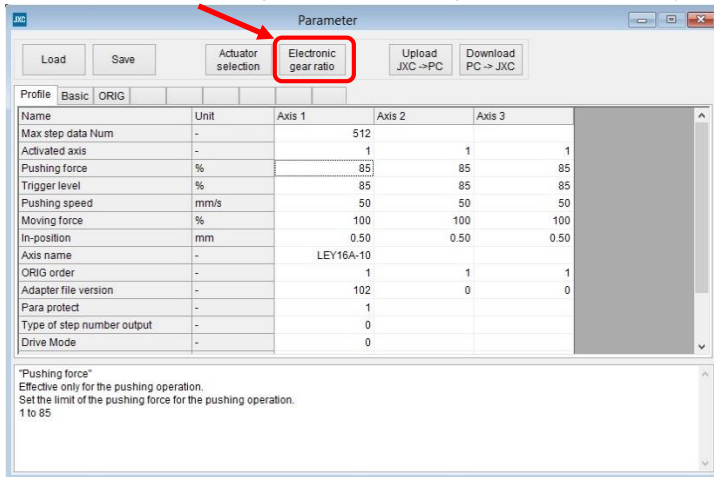 JXC Parameter
Load Save Actuator selection Electronic gear ratio Upload JXC ->PC Download PC -> JXC
Profile Basic ORIG
Name Unit Axis 1 Axis 2 Axis 3
Max step data Num - 512
Activated axis - 1 1 1
Pushing force % 85 85 85
Trigger level % 85 85 85
Pushing speed mm/s 50 50 50
Moving force % 100 100 100
In-position mm 0.50 0.50 0.50
Axis name - LEY16A-10
ORIG order - 1 1 1
Adapter file version - 102 0 0
Para protect - 1
Type of step number output - 0
Drive Mode - 0
"Pushing force"
Effective only for the pushing operation.
Set the limit of the pushing force for the pushing operation.
1 to 85